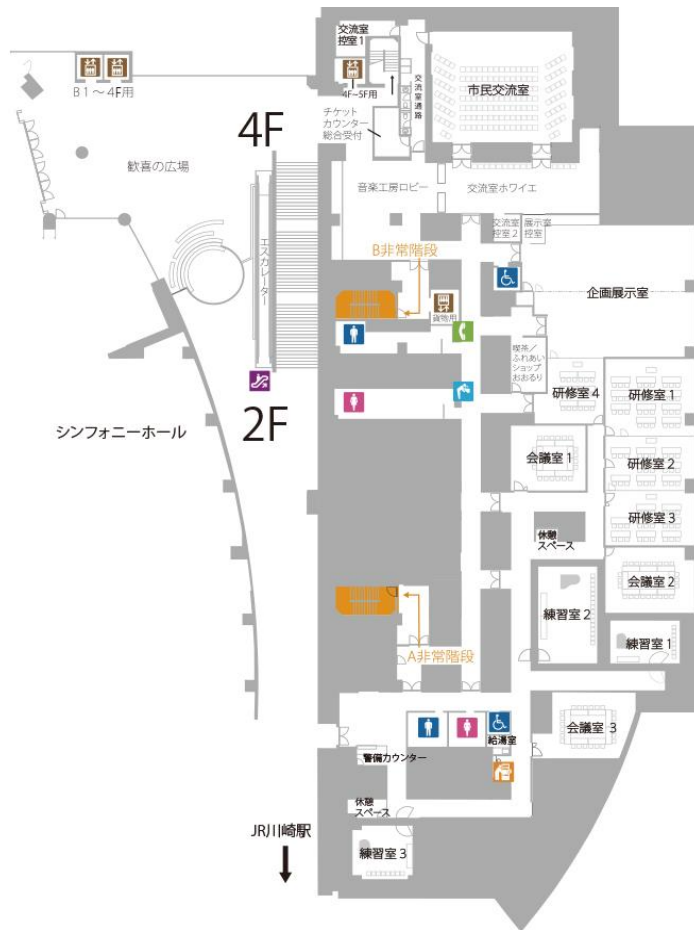 交流室
控室1
B1～4F用
4F~5F用
交流室通路
市民交流室
4F
チケット
カウンター
総合受付
歓喜の広場
音楽工房ロビー
交流室ホワイエ
エスカレーター
交流室
控室2
展示室
控室
B非常階段
企画展示室
貨物用
喫茶／
ふれあい
ショップ
おおるり
研修室4
研修室1
2F
シンフォニーホール
会議室1
研修室2
研修室3
休憩
スペース
会議室2
練習室2
練習室1
A非常階段
会議室3
給湯室
警備カウンター
休憩
スペース
JR川崎駅
練習室3